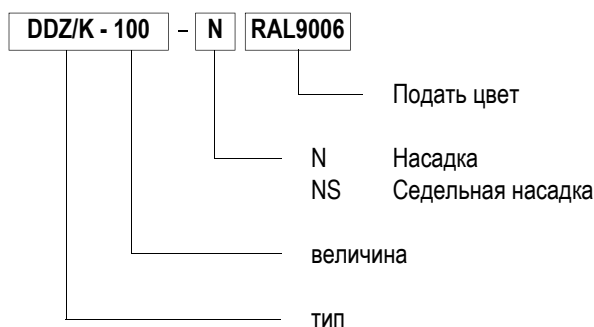 DDZ/K - 100 - N RAL9006
Подать цвет
N Насадка
NS Седельная насадка
величина
тип